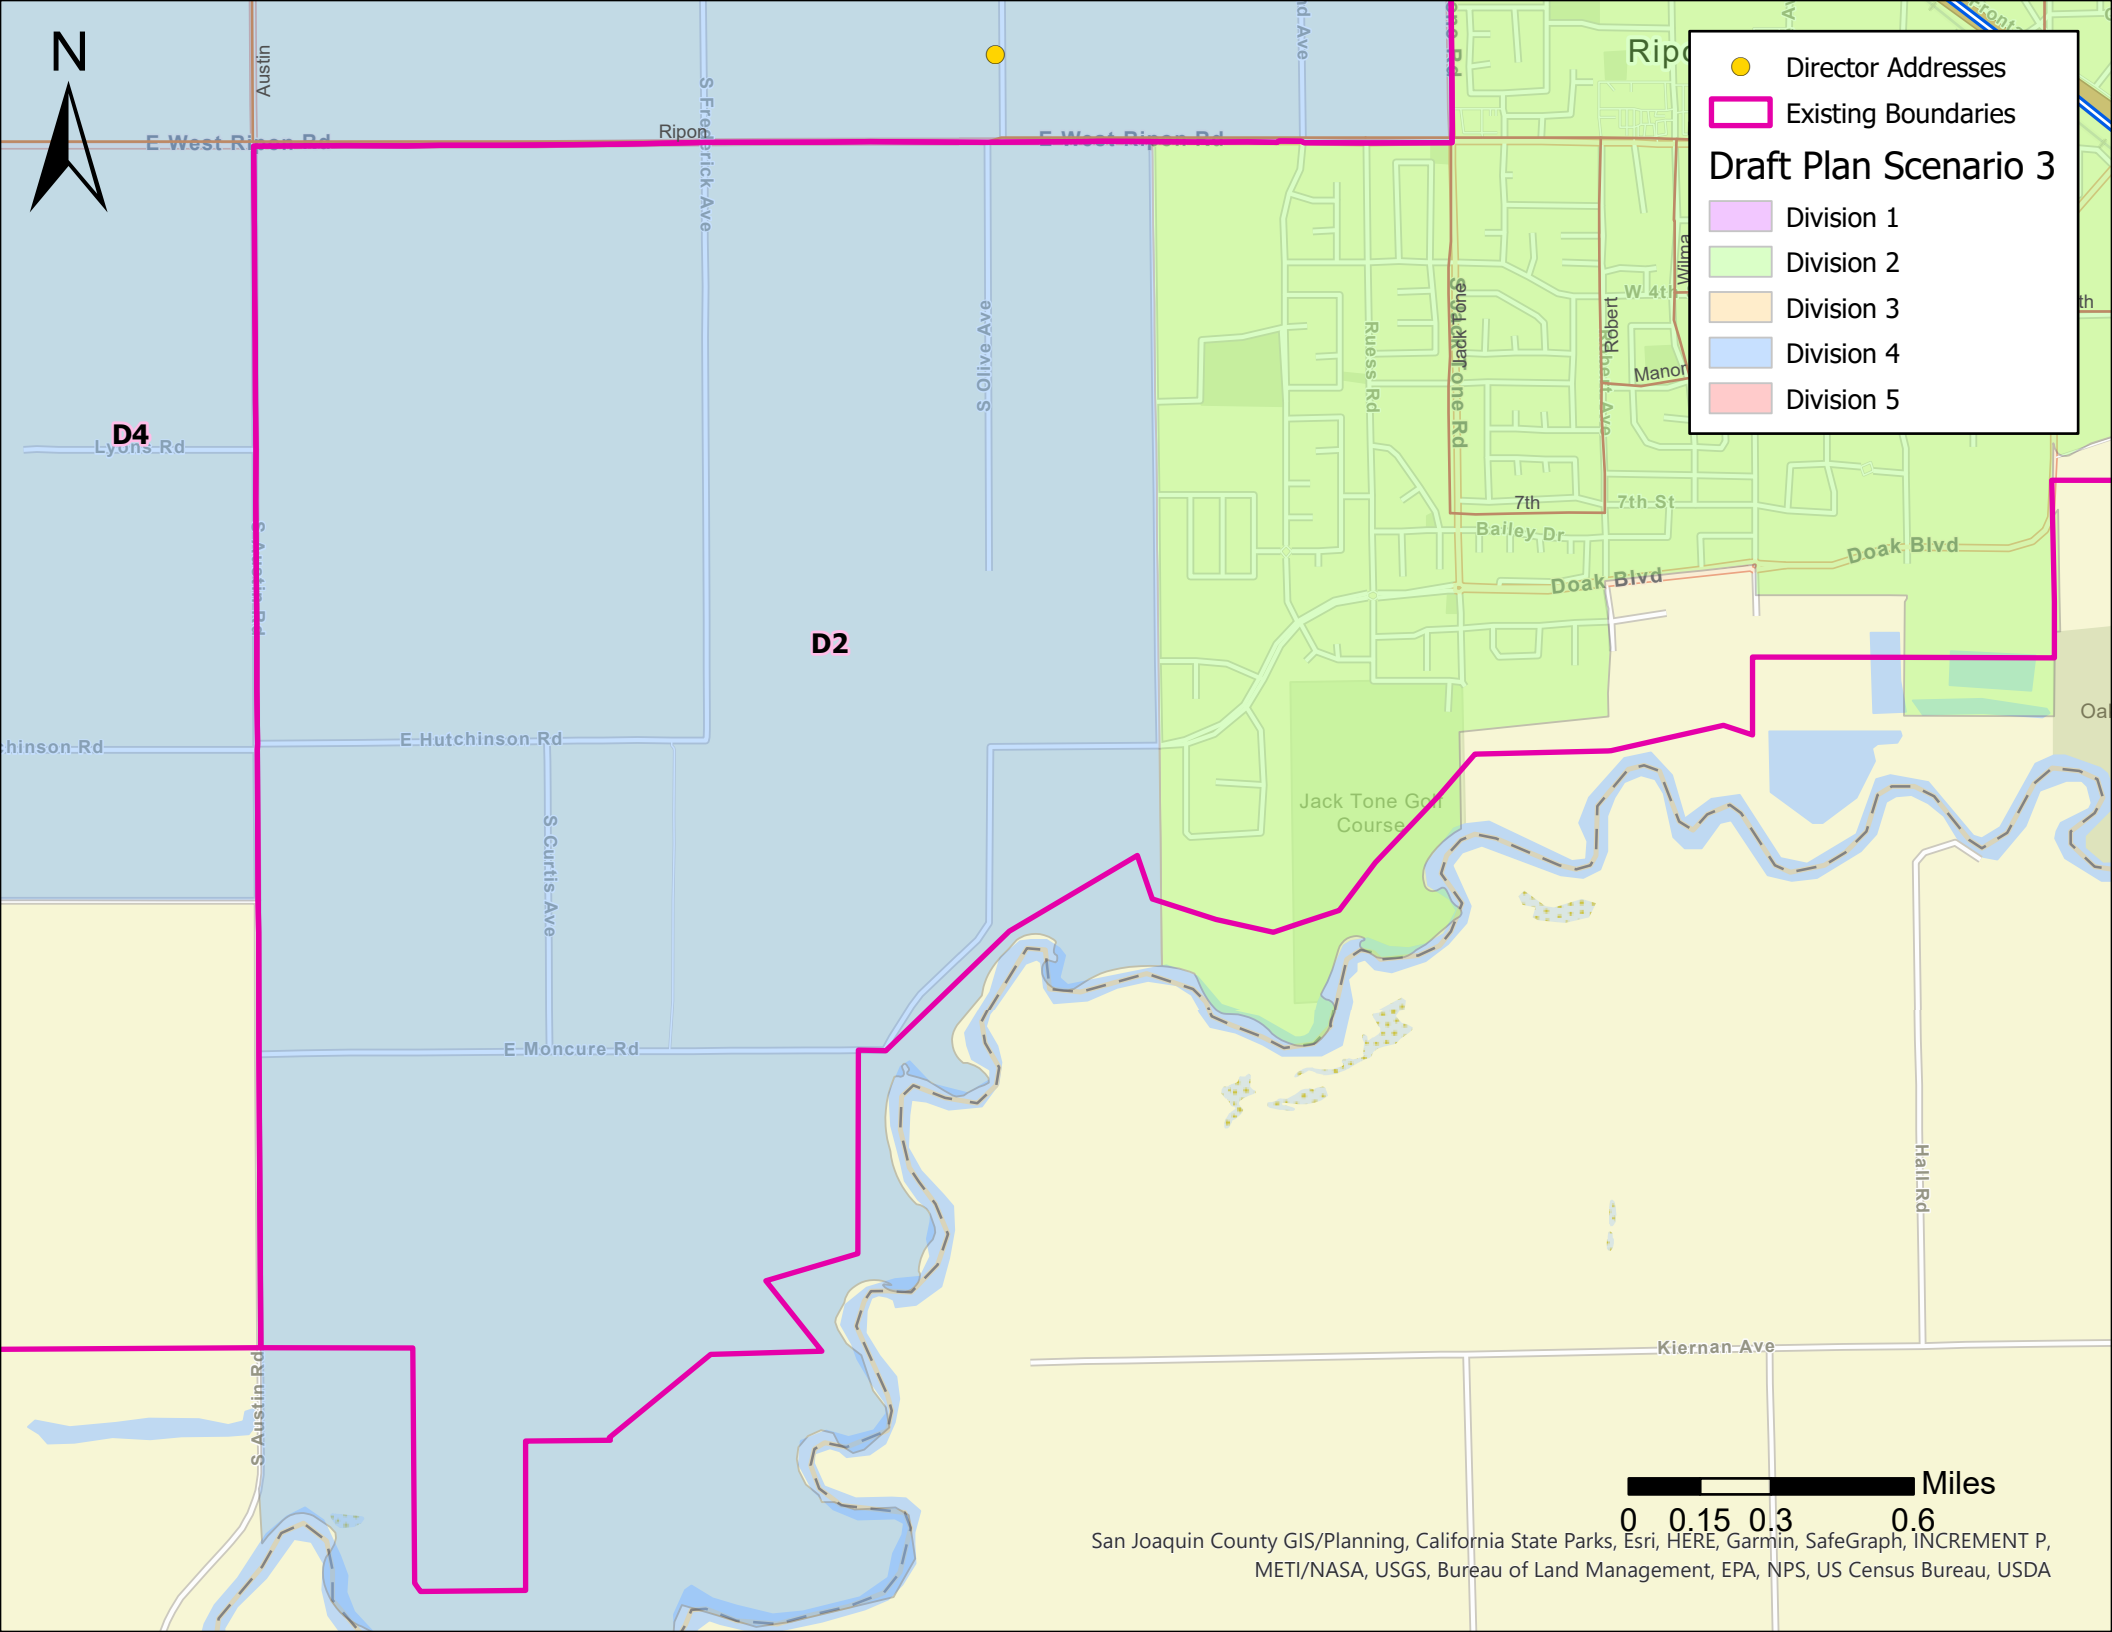 N
Austin
S Frederick Ave
E West Ripon Rd
Ripon
E West Ripon Rd
Director Addresses
Existing Boundaries
Draft Plan Scenario 3
Division 1
Division 2
Division 3
Division 4
Division 5
Wilma
W 4th
Robert
Manor
Jack Tone
S Jack Tone Rd
Ruess Rd
S Olive Ave
D4
Lyons Rd
S Austin Rd
7th
7th St
Bailey Dr
Doak Blvd
Doak Blvd
D2
E Hutchinson Rd
S Curtis Ave
Jack Tone Golf
Course
E Moncure Rd
Hall Rd
Kiernan Ave
S Austin Rd
Miles
0 0.15 0.3 0.6
San Joaquin County GIS/Planning, California State Parks, Esri, HERE, Garmin, SafeGraph, INCREMENT P,
METI/NASA, USGS, Bureau of Land Management, EPA, NPS, US Census Bureau, USDA